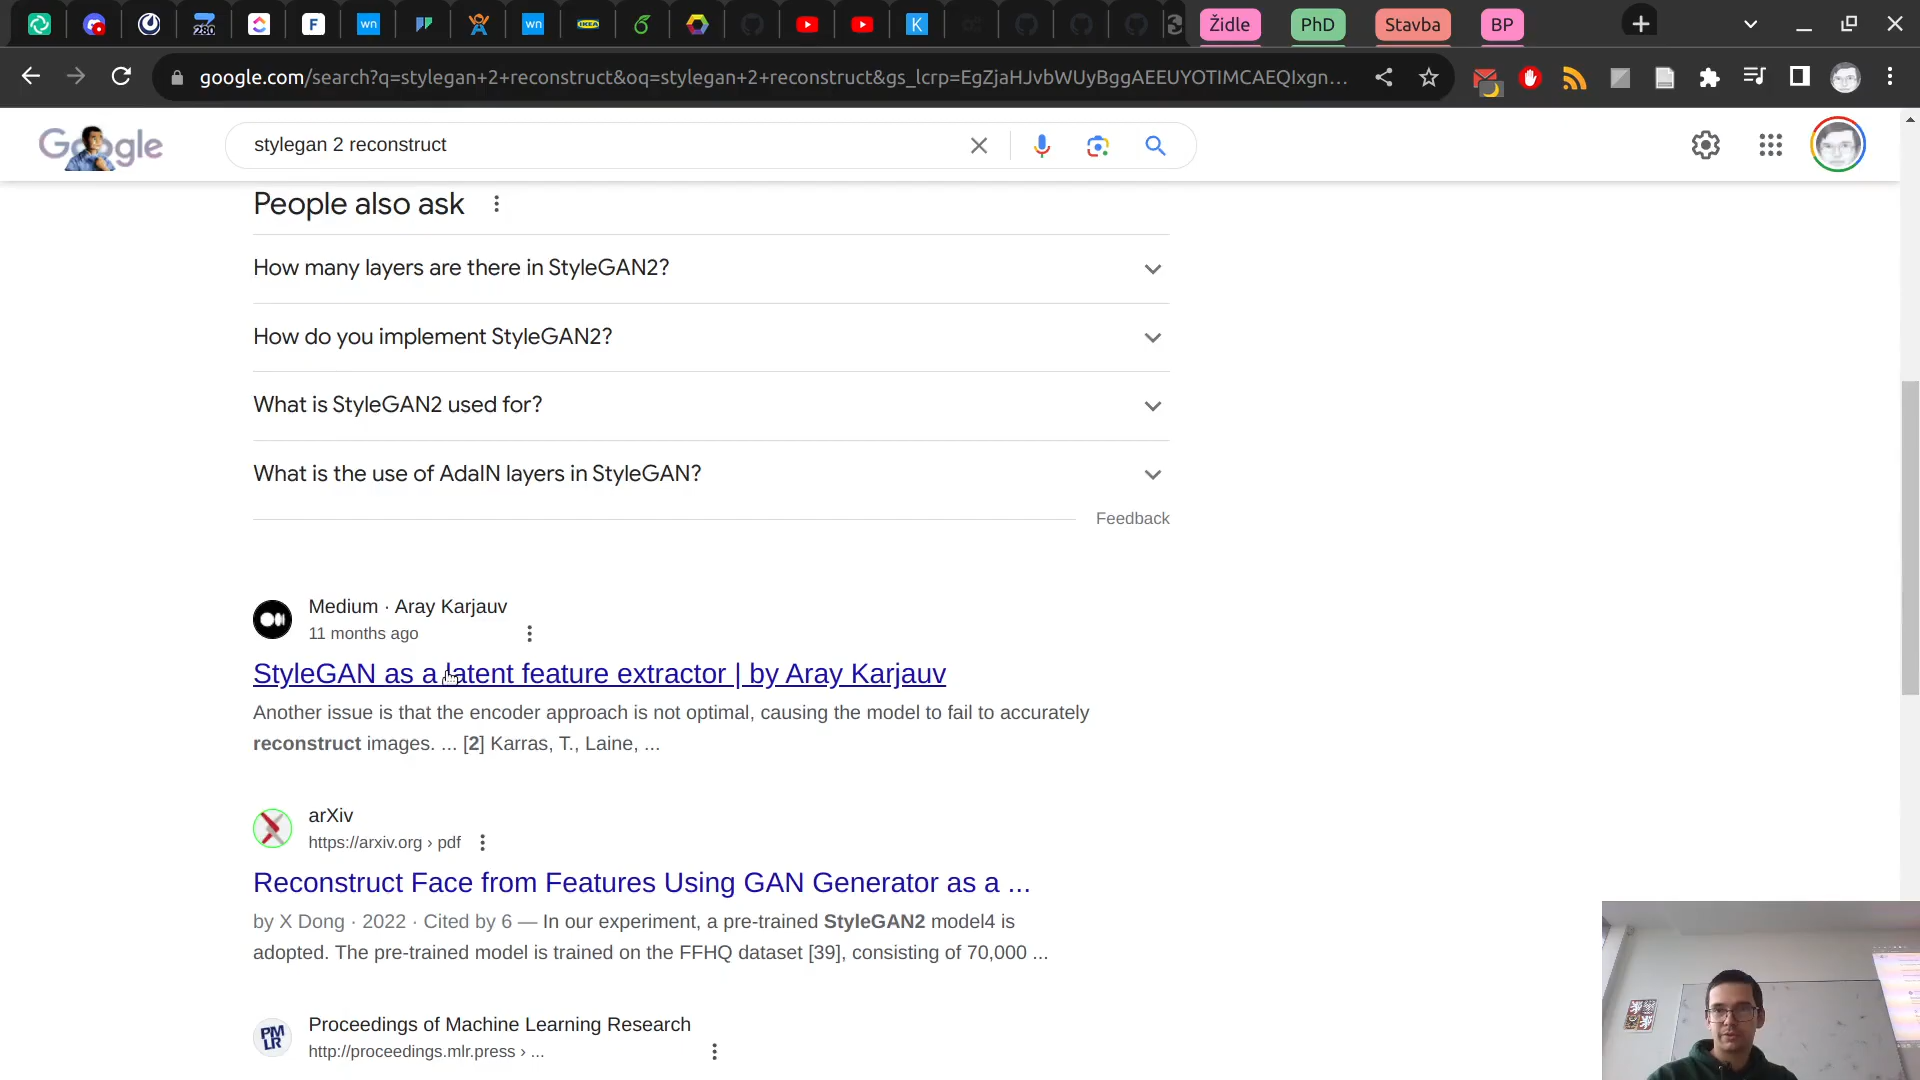 280
wn
IKEA
wn
K
Židle
PhD
Stavba
BP
google.com/search?q=stylegan+2+reconstruct&oq=stylegan+2+reconstruct&gs_lcrp=EgZjaHJvbWUyBggAEEUYOTIMCAEQIxgn...
Google
stylegan 2 reconstruct
People also ask
How many layers are there in StyleGAN2?
How do you implement StyleGAN2?
What is StyleGAN2 used for?
What is the use of AdaIN layers in StyleGAN?
Feedback
Medium · Aray Karjauv
11 months ago
StyleGAN as a latent feature extractor | by Aray Karjauv
Another issue is that the encoder approach is not optimal, causing the model to fail to accurately
reconstruct images. ... [2] Karras, T., Laine, ...
arXiv
https://arxiv.org › pdf
Reconstruct Face from Features Using GAN Generator as a ...
by X Dong · 2022 · Cited by 6 — In our experiment, a pre-trained StyleGAN2 model4 is
adopted. The pre-trained model is trained on the FFHQ dataset [39], consisting of 70,000 ...
Proceedings of Machine Learning Research
PM
LR
http://proceedings.mlr.press › ...